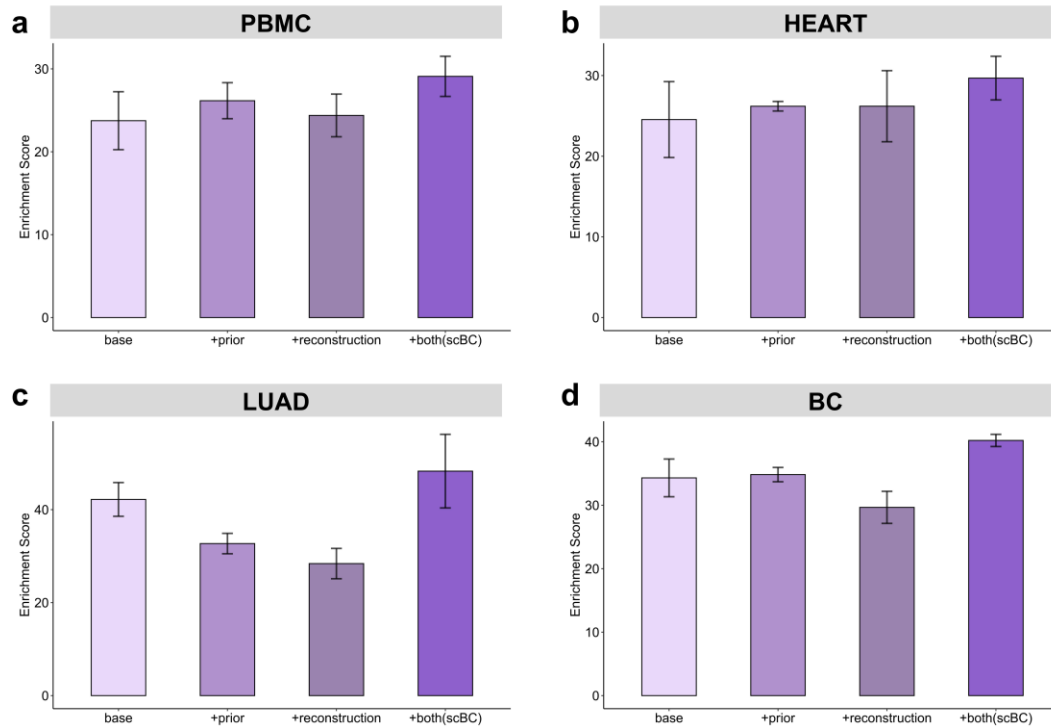 a
PBMC
Enrichment Score
30
20
10
0
base
+prior
+reconstruction
+both(scBC)
b
HEART
Enrichment Score
30
20
10
0
base
+prior
+reconstruction
+both(scBC)
c
LUAD
Enrichment Score
40
20
0
base
+prior
+reconstruction
+both(scBC)
d
BC
Enrichment Score
40
30
20
10
0
base
+prior
+reconstruction
+both(scBC)